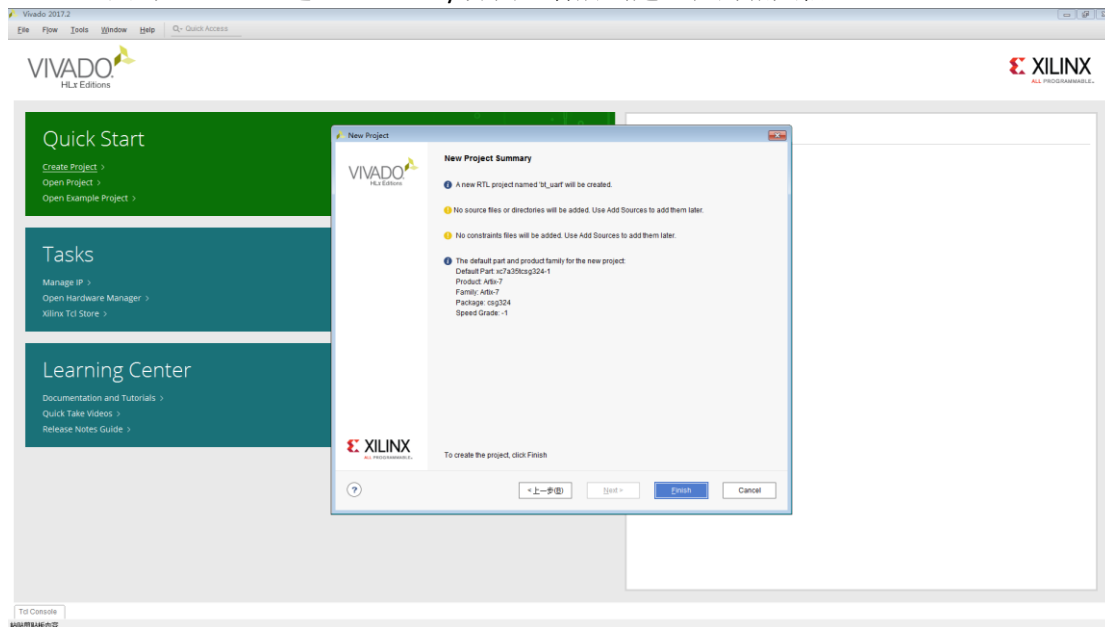 Vivado 2017.2
File Flow Tools Window Help Q- Quick Access
VIVADO
HLx Editions
XILINX
ALL PROGRAMMABLE.
Quick Start
Create Project >
Open Project >
Open Example Project >
Tasks
Manage IP >
Open Hardware Manager >
Xilinx Tcl Store >
Learning Center
Documentation and Tutorials >
Quick Take Videos >
Release Notes Guide >
New Project
VIVADO
HLx Editions
New Project Summary
A new RTL project named 'bt_uart' will be created.
No source files or directories will be added. Use Add Sources to add them later.
No constraints files will be added. Use Add Sources to add them later.
The default part and product family for the new project:
Default Part: xc7a35tcsg324-1
Product: Artix-7
Family: Artix-7
Package: csg324
Speed Grade: -1
XILINX
ALL PROGRAMMABLE.
To create the project, click Finish
?
<上一步(B) Next > Finish Cancel
Tcl Console